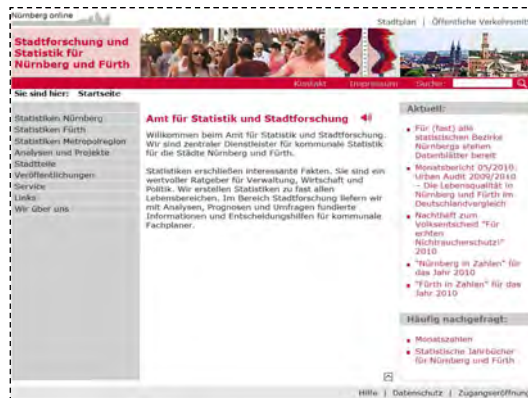 Nürnberg online
Stadtplan | Öffentliche Verkehrsmit
Stadtforschung und
Statistik für
Nürnberg und Fürth
Kontakt Impressum Suche:
Sie sind hier: Startseite
Statistiken Nürnberg
Statistiken Fürth
Statistiken Metropolregion
Analysen und Projekte
Stadtteile
Veröffentlichungen
Service
Links
Wir über uns
Amt für Statistik und Stadtforschung
Willkommen beim Amt für Statistik und Stadtforschung.
Wir sind zentraler Dienstleister für kommunale Statistik
für die Städte Nürnberg und Fürth.
Statistiken erschließen interessante Fakten. Sie sind ein
wertvoller Ratgeber für Verwaltung, Wirtschaft und
Politik. Wir erstellen Statistiken zu fast allen
Lebensbereichen. Im Bereich Stadtforschung liefern wir
mit Analysen, Prognosen und Umfragen fundierte
Informationen und Entscheidungshilfen für kommunale
Fachplaner.
Aktuell:
Für (fast) alle
statistischen Bezirke
Nürnbergs stehen
Datenblätter bereit
Monatsbericht 05/2010:
Urban Audit 2009/2010
- Die Lebensqualität in
Nürnberg und Fürth im
Deutschlandvergleich
Nachtheft zum
Volksentscheid "Für
echten
Nichtraucherschutz!"
2010
"Nürnberg in Zahlen" für
das Jahr 2010
"Fürth in Zahlen" für das
Jahr 2010
Häufig nachgefragt:
Monatszahlen
Statistische Jahrbücher
für Nürnberg und Fürth
Hilfe | Datenschutz | Zugangseröffnung